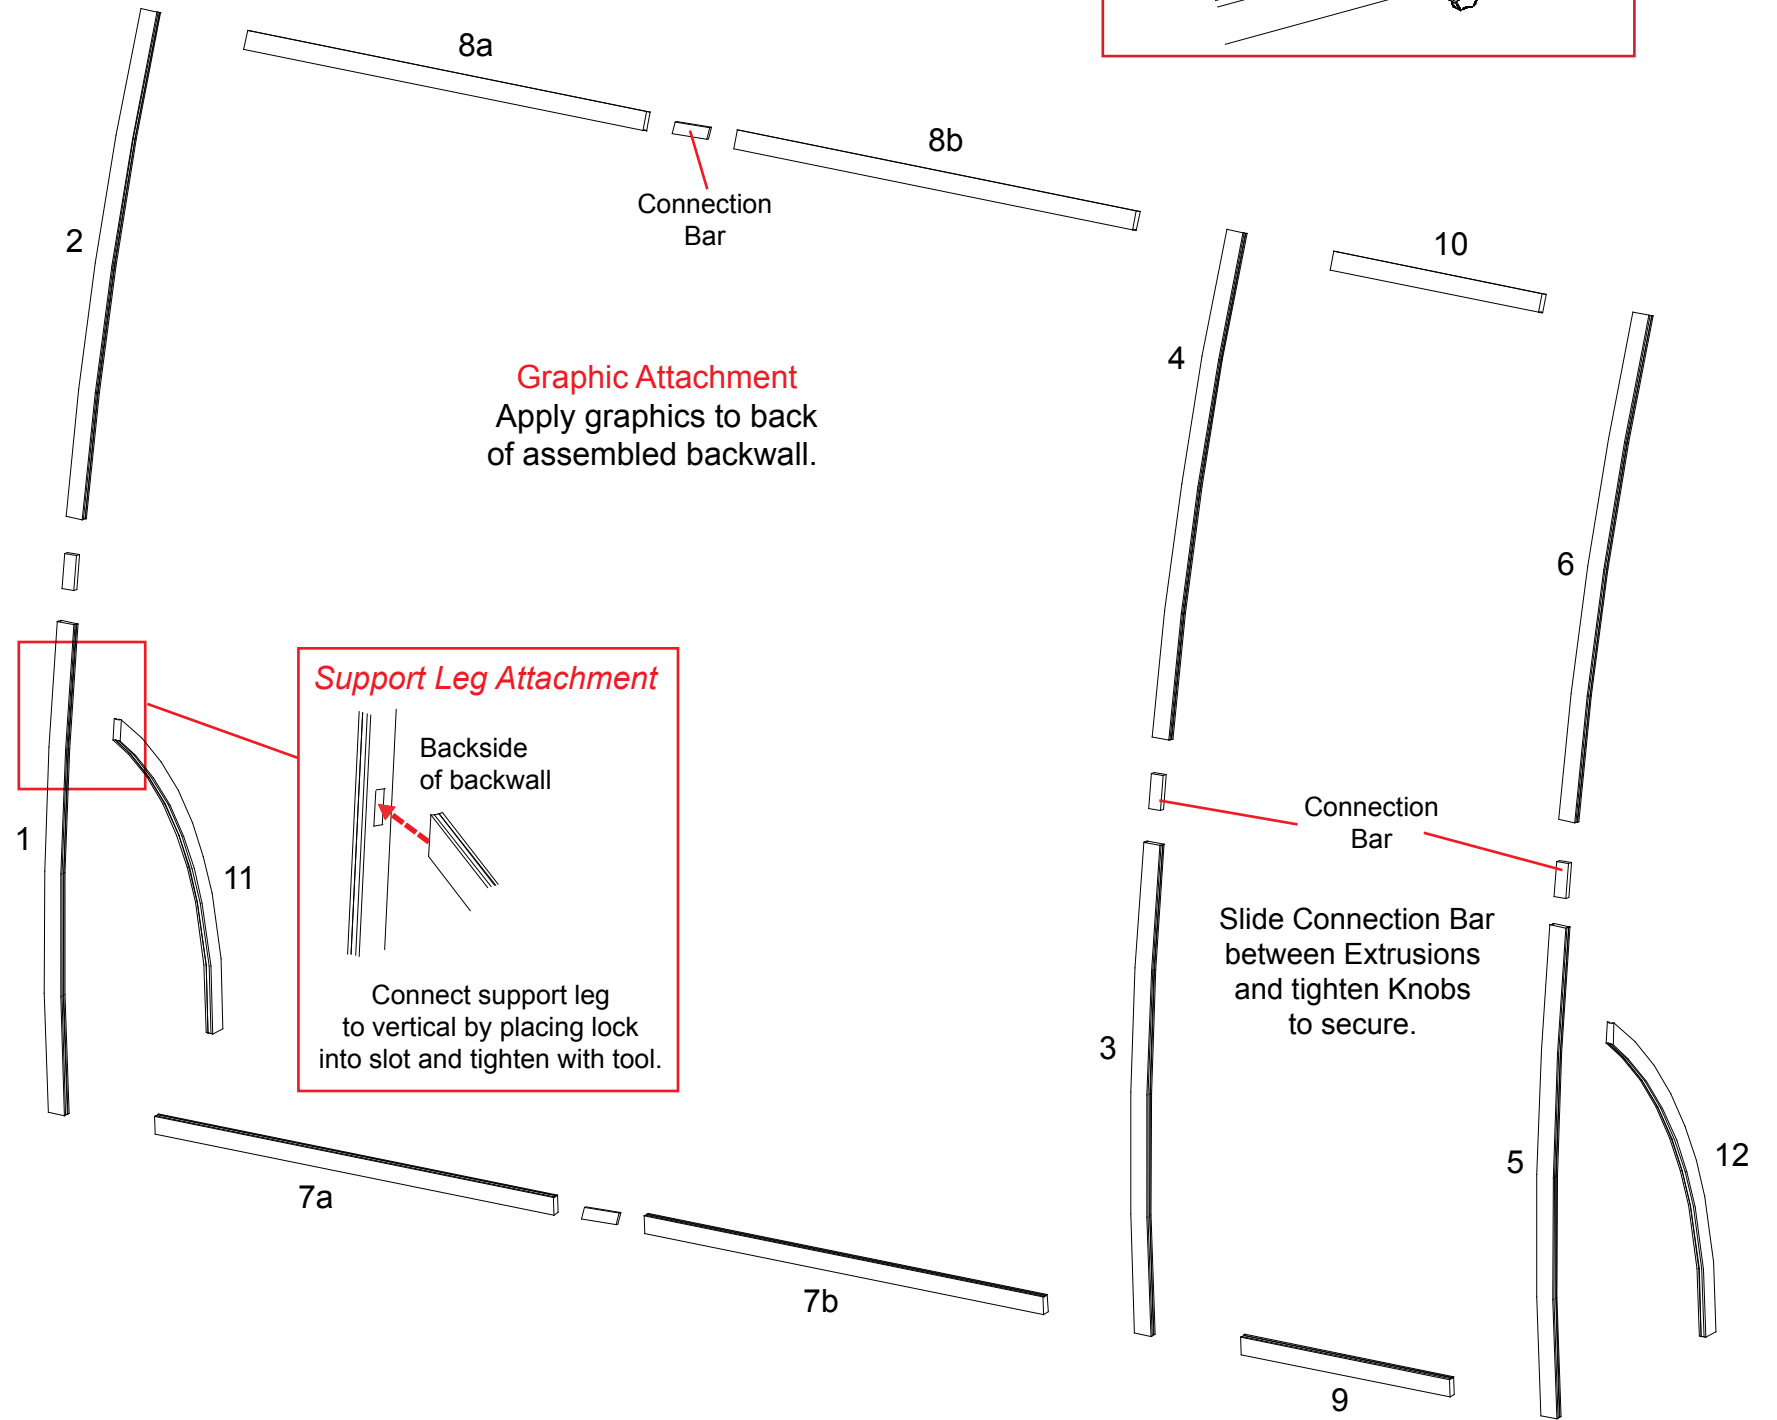 8a
8b
Connection
Bar
2
10
4
Graphic Attachment
Apply graphics to back
of assembled backwall.
6
Support Leg Attachment
Backside
of backwall
Connect support leg
to vertical by placing lock
into slot and tighten with tool.
1
11
Connection
Bar
Slide Connection Bar
between Extrusions
and tighten Knobs
to secure.
3
5
12
7a
7b
9